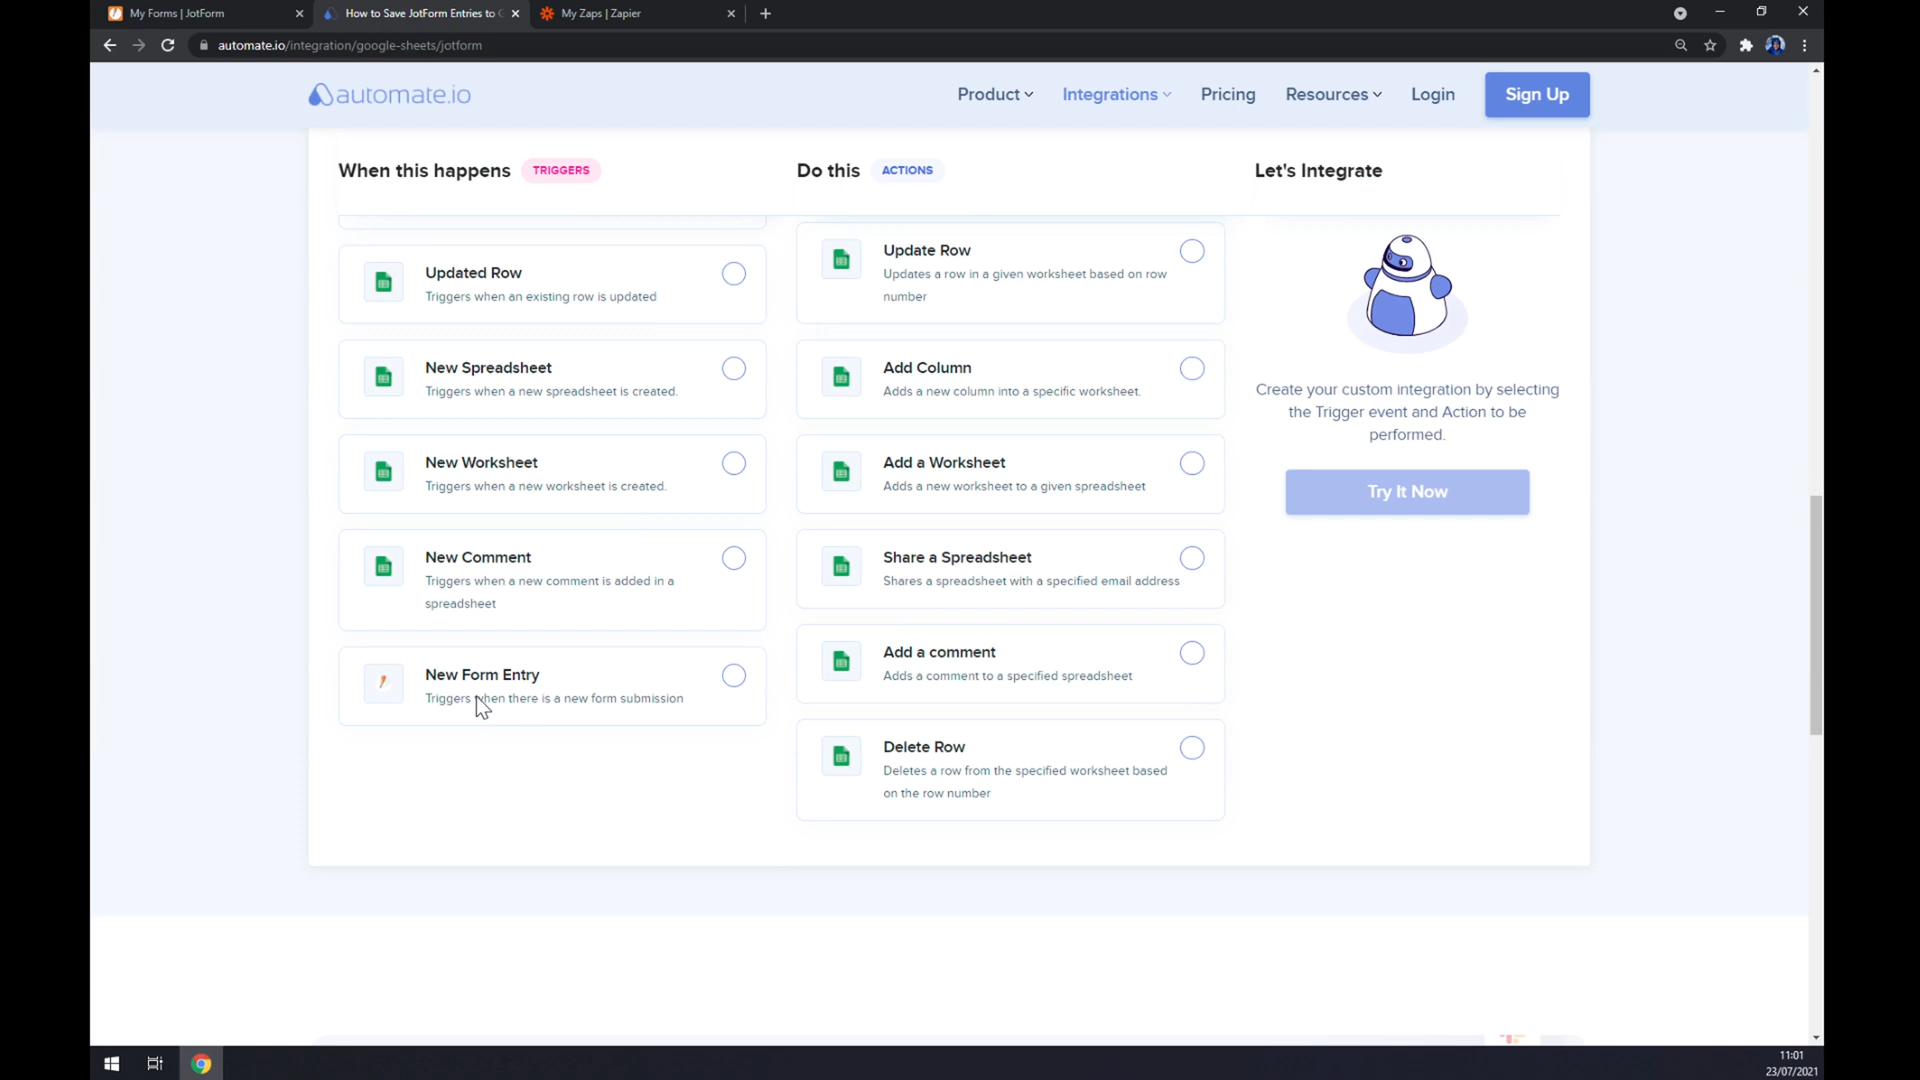 My Forms | JotForm
How to Save JotForm Entries to G
My Zaps | Zapier
automate.io/integration/google-sheets/jotform
automate.io
Product
Integrations
Pricing
Resources
Login
Sign Up
When this happens
TRIGGERS
Do this
ACTIONS
Let's Integrate
Updated Row
Triggers when an existing row is updated
New Spreadsheet
Triggers when a new spreadsheet is created.
New Worksheet
Triggers when a new worksheet is created.
New Comment
Triggers when a new comment is added in a
spreadsheet
New Form Entry
Triggers when there is a new form submission
Update Row
Updates a row in a given worksheet based on row
number
Add Column
Adds a new column into a specific worksheet.
Add a Worksheet
Adds a new worksheet to a given spreadsheet
Share a Spreadsheet
Shares a spreadsheet with a specified email address
Add a comment
Adds a comment to a specified spreadsheet
Delete Row
Deletes a row from the specified worksheet based
on the row number
Create your custom integration by selecting
the Trigger event and Action to be
performed.
Try It Now
11:01
23/07/2021